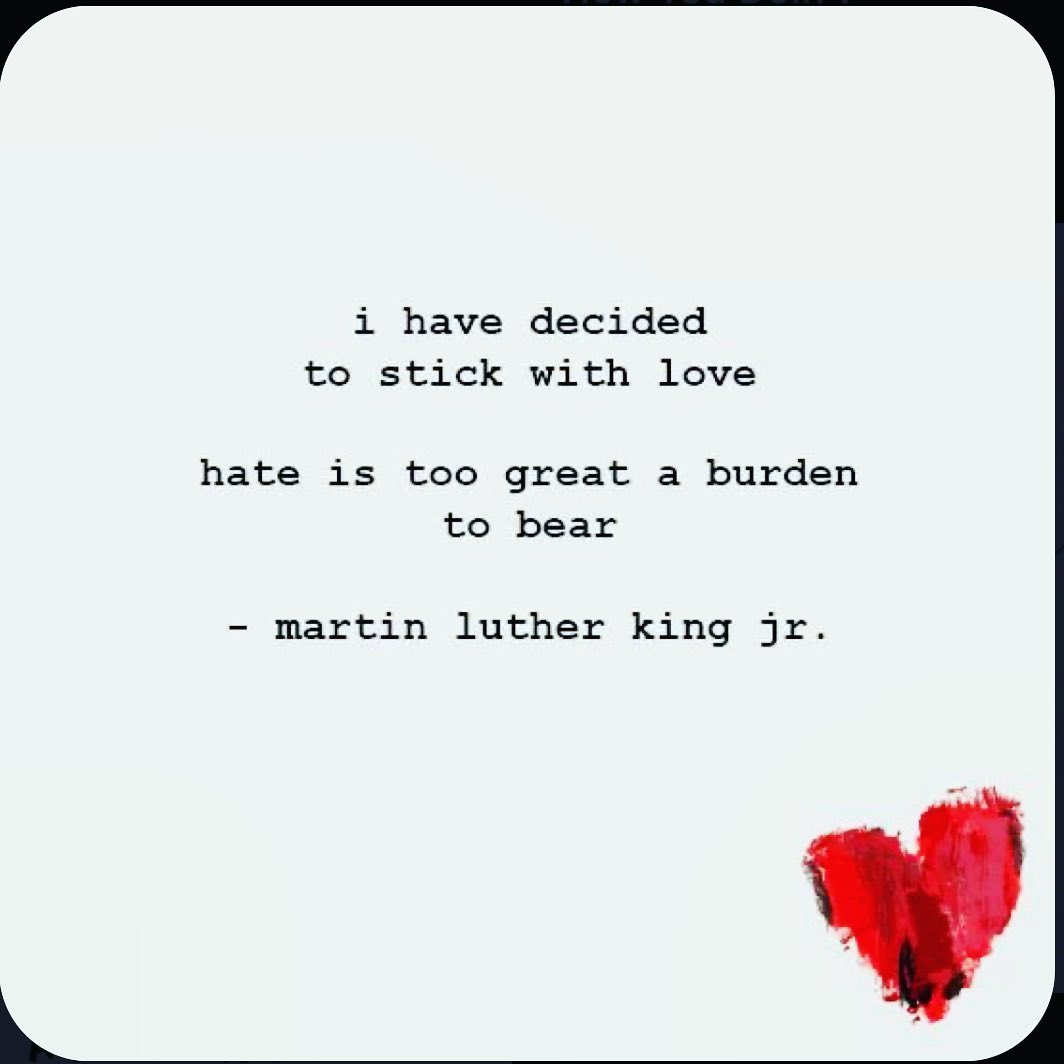 i have decided
to stick with love
hate is too great a burden
to bear
- martin luther king jr.